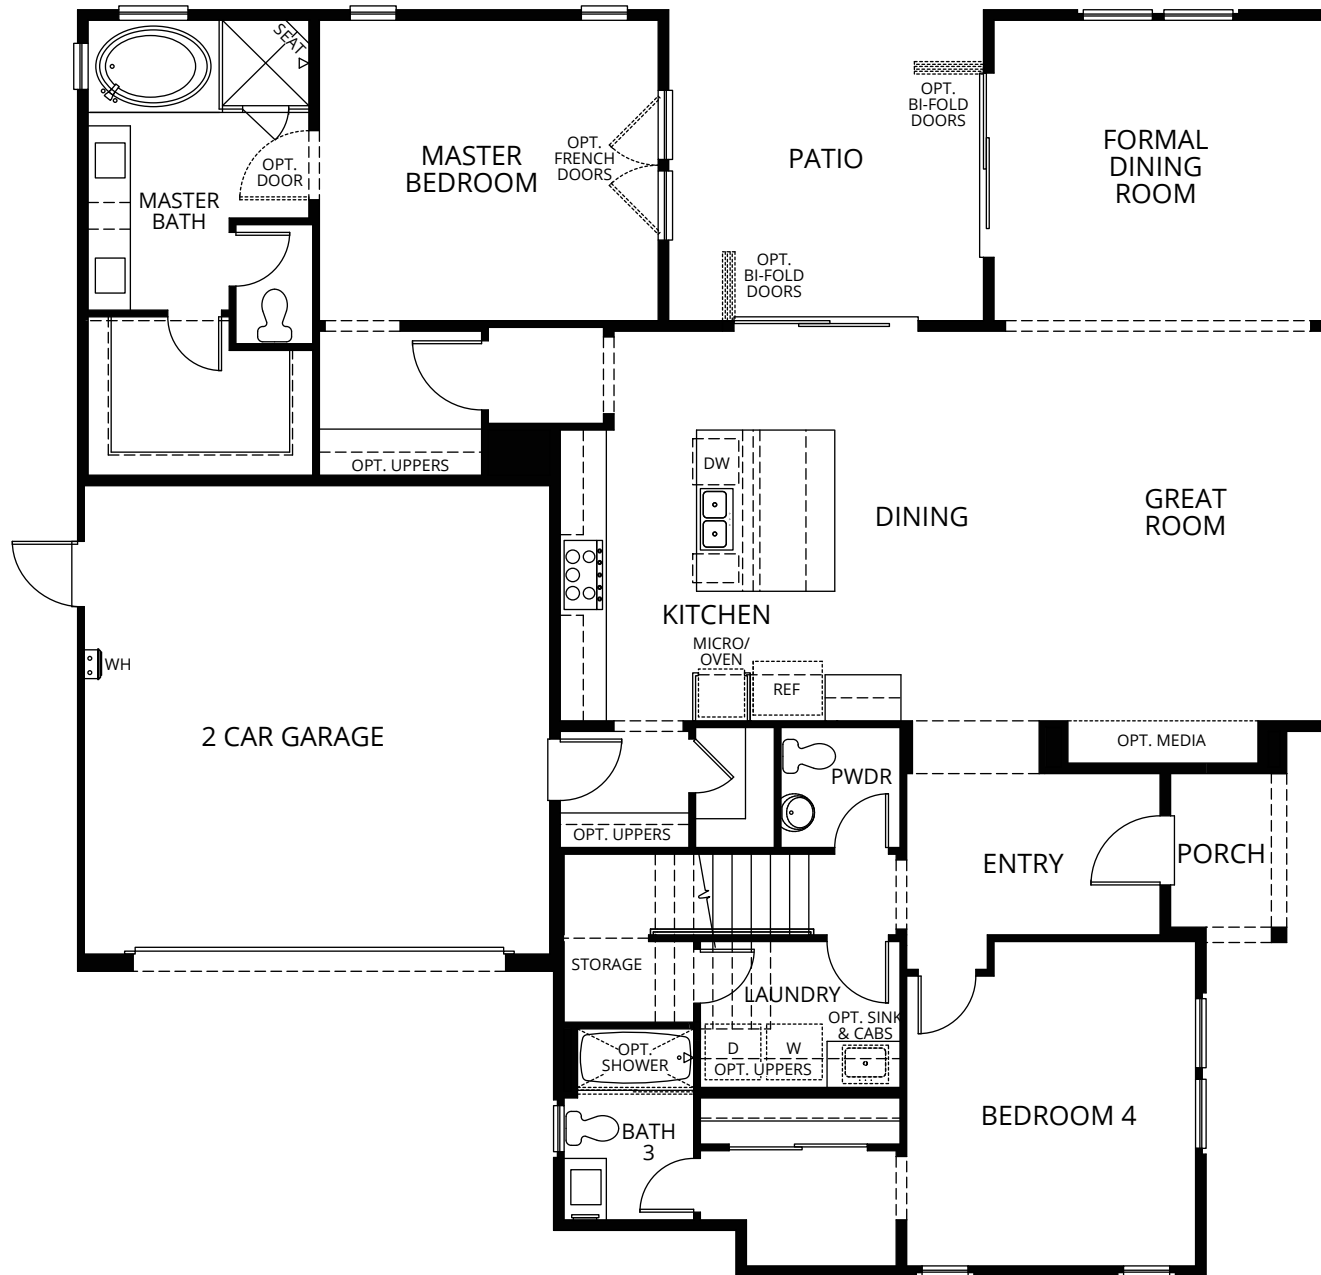 SEAT
OPT.
DOOR
MASTER
BATH
MASTER
BEDROOM
OPT.
FRENCH
DOORS
PATIO
OPT.
BI-FOLD
DOORS
OPT.
BI-FOLD
DOORS
FORMAL
DINING
ROOM
OPT. UPPERS
DW
DINING
GREAT
ROOM
KITCHEN
MICRO/
OVEN
REF
WH
2 CAR GARAGE
OPT. MEDIA
PWDR
OPT. UPPERS
ENTRY
PORCH
STORAGE
LAUNDRY
OPT. SINK
& CABS
OPT.
SHOWER
D
W
OPT. UPPERS
BATH
3
BEDROOM 4